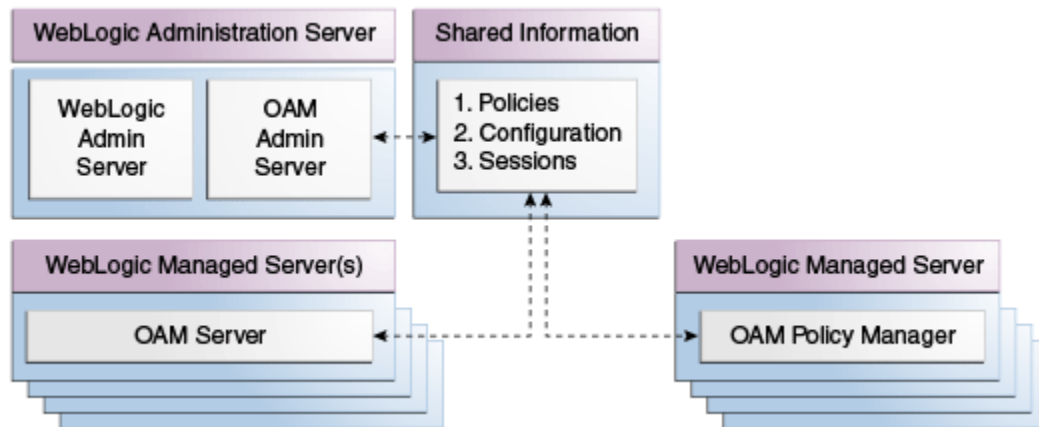 WebLogic Administration Server
Shared Information
WebLogic
Admin
Server
OAM
Admin
Server
1. Policies
2. Configuration
3. Sessions
WebLogic Managed Server(s)
WebLogic Managed Server
OAM Server
OAM Policy Manager